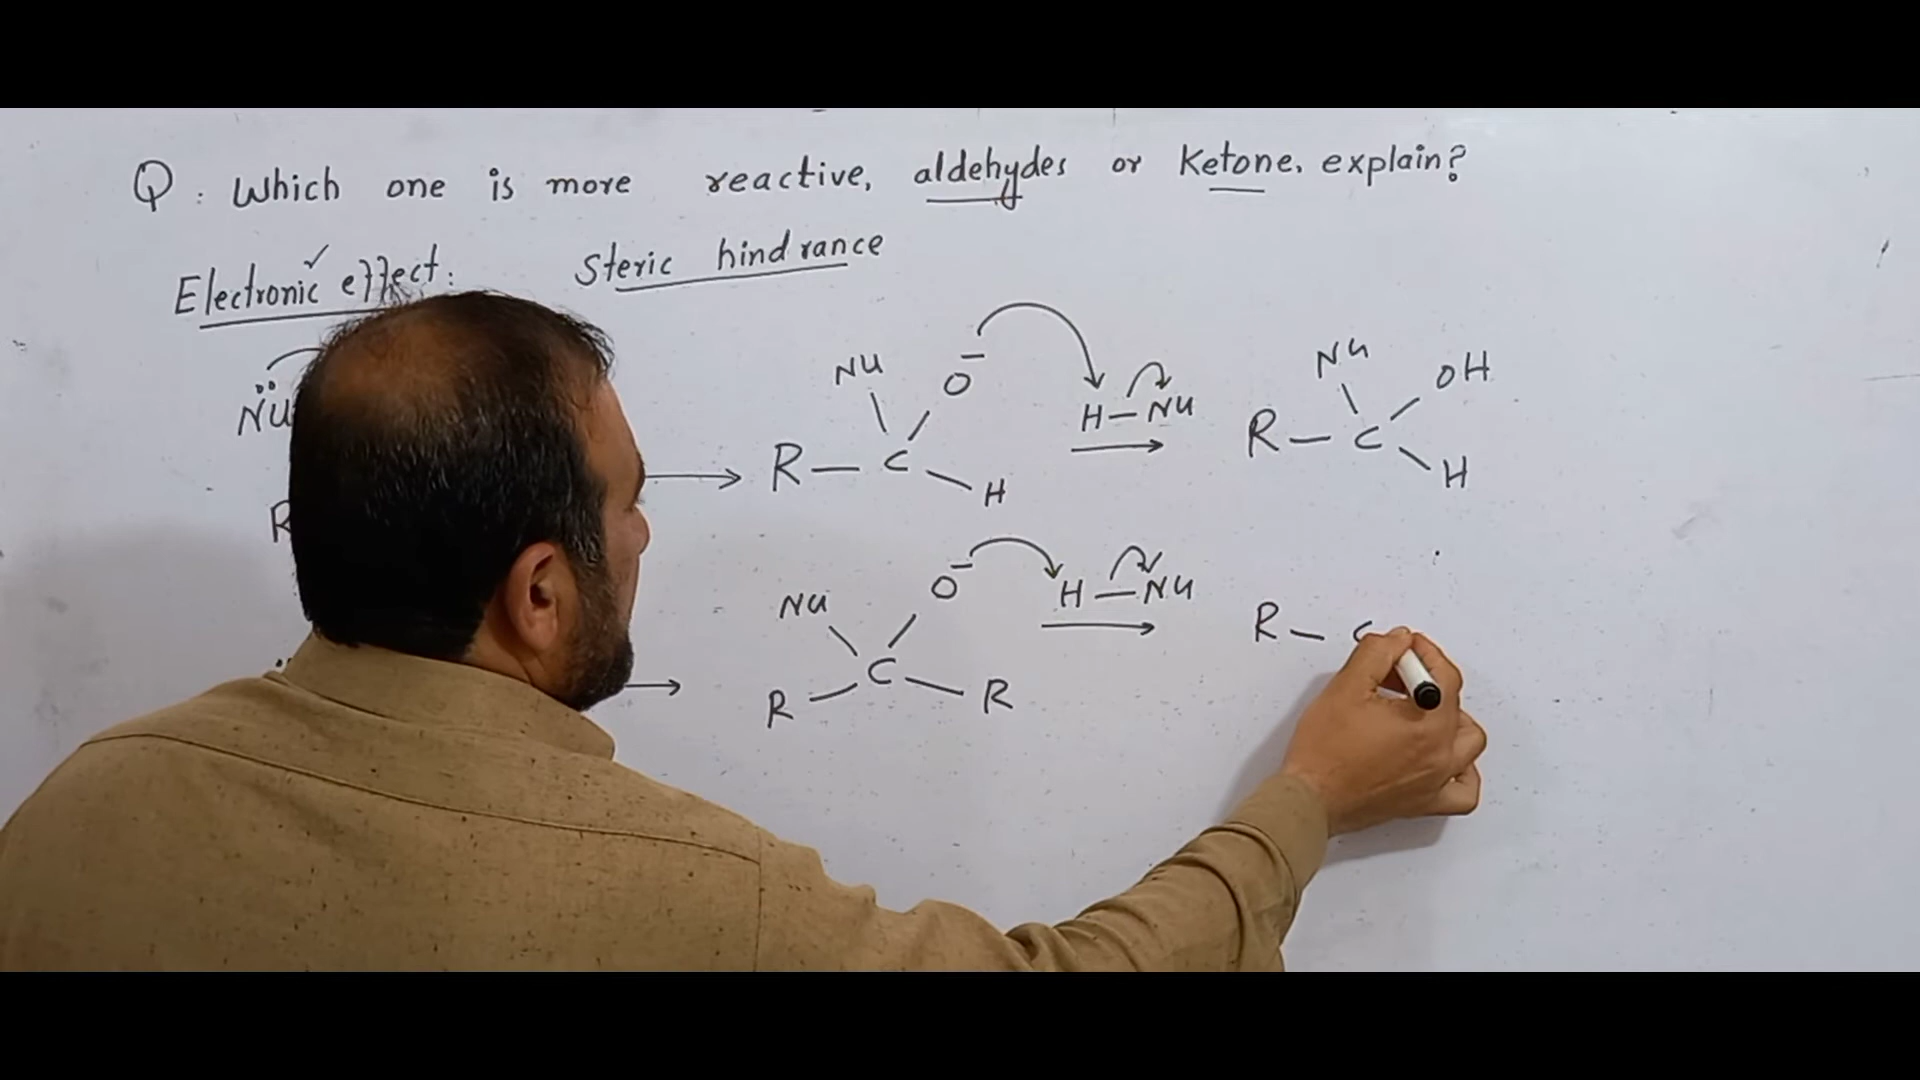 Q. Which one is more reactive, aldehydes or Ketone. explain?
Electronic effect: Steric hindrance
Nu O⁻ H—Nu Nu OH
NU
R—C R—C
H H
R
Nu O⁻ H—Nu R—C
R—C—R